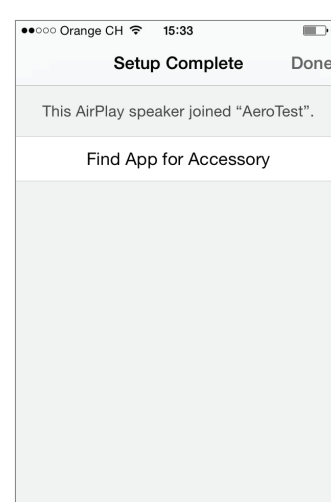 Orange CH 15:33
Setup Complete Done
This AirPlay speaker joined “AeroTest”.
Find App for Accessory